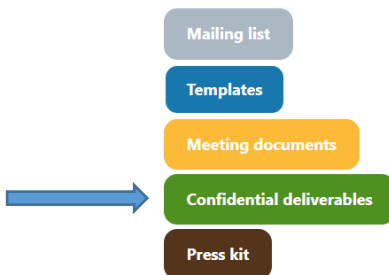 Mailing list
Templates
Meeting documents
Confidential deliverables
Press kit